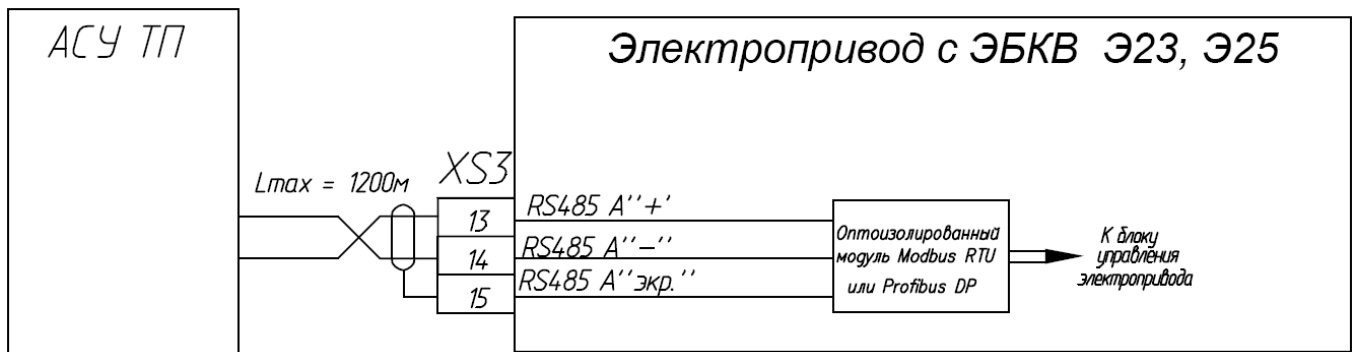 АСУ ТП
Электропривод с ЭБКВ Э23, Э25
Lmax = 1200м
XS3
13
RS485 A''+'
14
RS485 A''−''
15
RS485 A''экр.''
Оптоизолированный
модуль Modbus RTU
или Profibus DP
К блоку
управления
электропривода